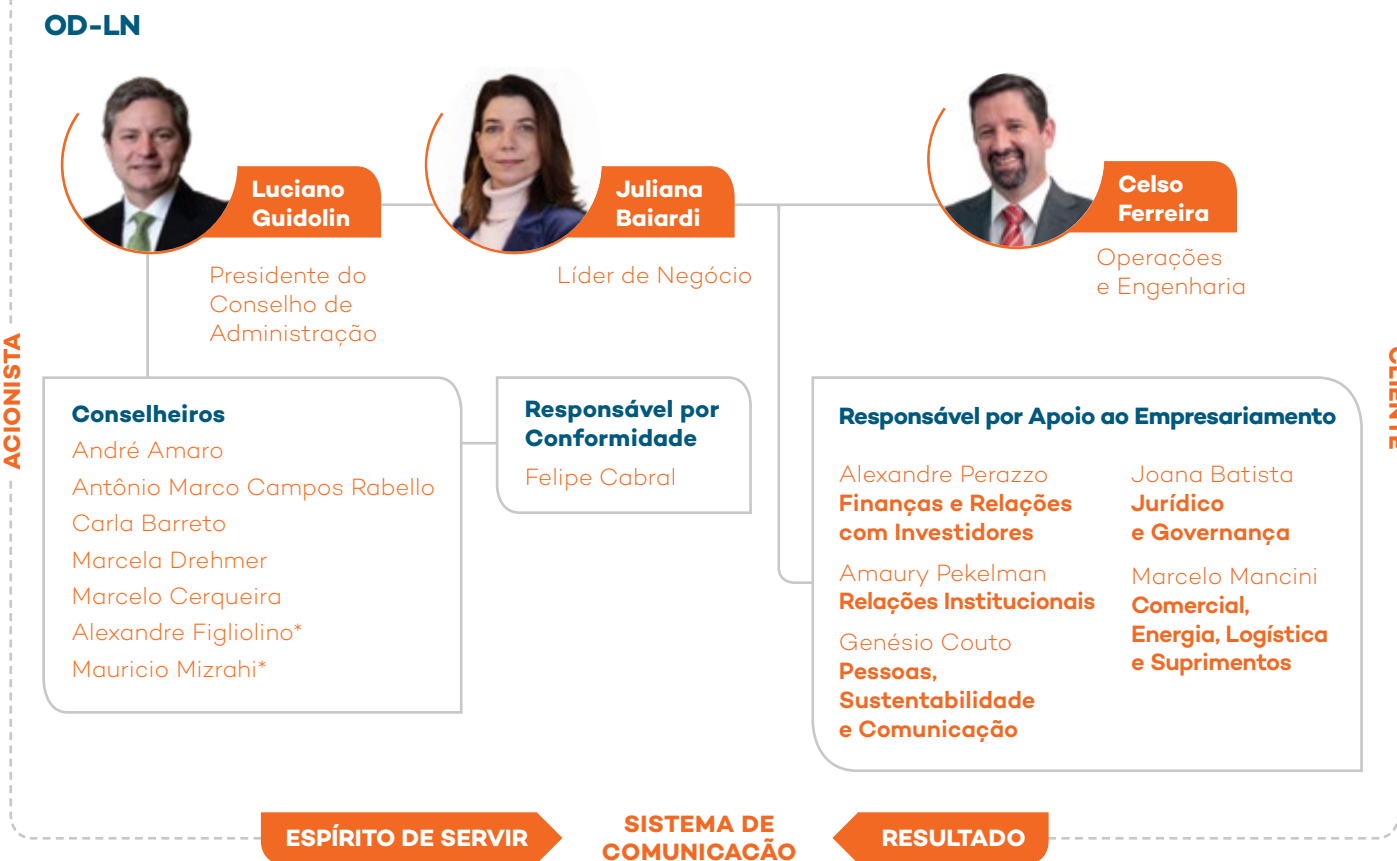 OD-LN
Luciano
Guidolin
Presidente do
Conselho de
Administração
Juliana
Baiardi
Líder de Negócio
Celso
Ferreira
Operações
e Engenharia
ACIONISTA
CLIENTE
Conselheiros
André Amaro
Antônio Marco Campos Rabello
Carla Barreto
Marcela Drehmer
Marcelo Cerqueira
Alexandre Figliolino*
Mauricio Mizrahi*
Responsável por
Conformidade
Felipe Cabral
Responsável por Apoio ao Empresariamento
Alexandre Perazzo
Finanças e Relações
com Investidores
Amaury Pekelman
Relações Institucionais
Genésio Couto
Pessoas,
Sustentabilidade
e Comunicação
Joana Batista
Jurídico
e Governança
Marcelo Mancini
Comercial,
Energia, Logística
e Suprimentos
ESPÍRITO DE SERVIR
SISTEMA DE
COMUNICAÇÃO
RESULTADO